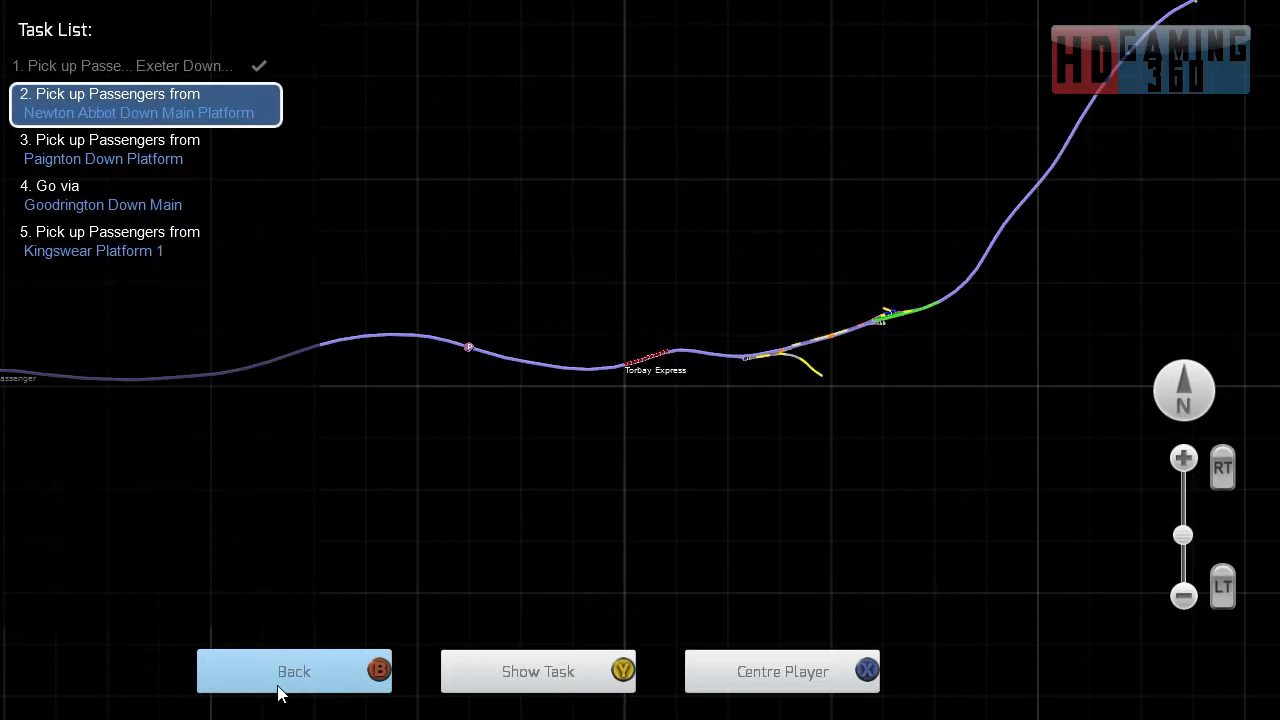 Task List:
1. Pick up Passe... Exeter Down...
2. Pick up Passengers from
Newton Abbot Down Main Platform
3. Pick up Passengers from
Paignton Down Platform
4. Go via
Goodrington Down Main
5. Pick up Passengers from
Kingswear Platform 1
HD GAMING
360
assenger
Torbay Express
N
RT
LT
Back B
Show Task Y
Centre Player X